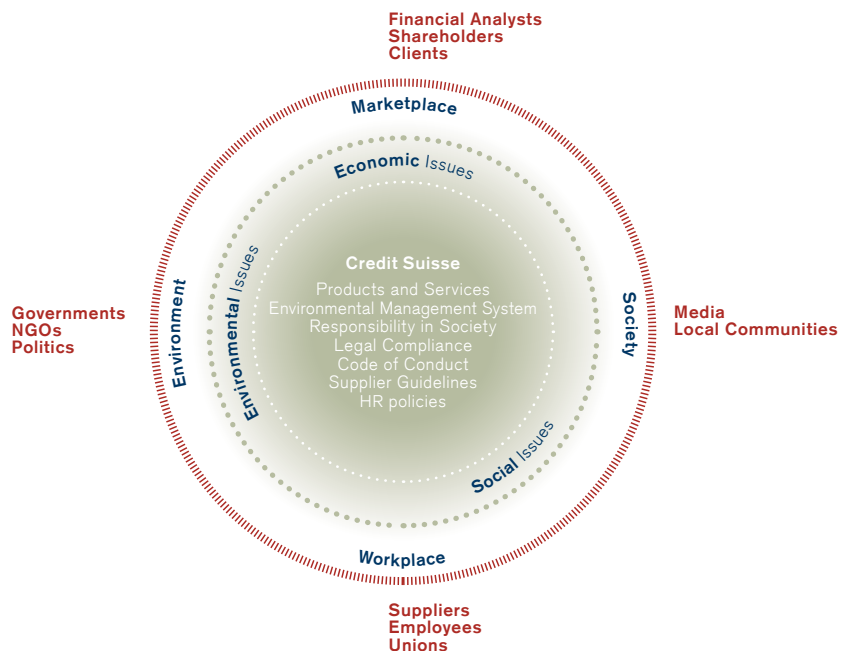 Financial Analysts
Shareholders
Clients
Marketplace
Economic Issues
Environmental Issues
Environment
Governments
NGOs
Politics
Credit Suisse
Products and Services
Environmental Management System
Responsibility in Society
Legal Compliance
Code of Conduct
Supplier Guidelines
HR policies
Society
Media
Local Communities
Social Issues
Workplace
Suppliers
Employees
Unions